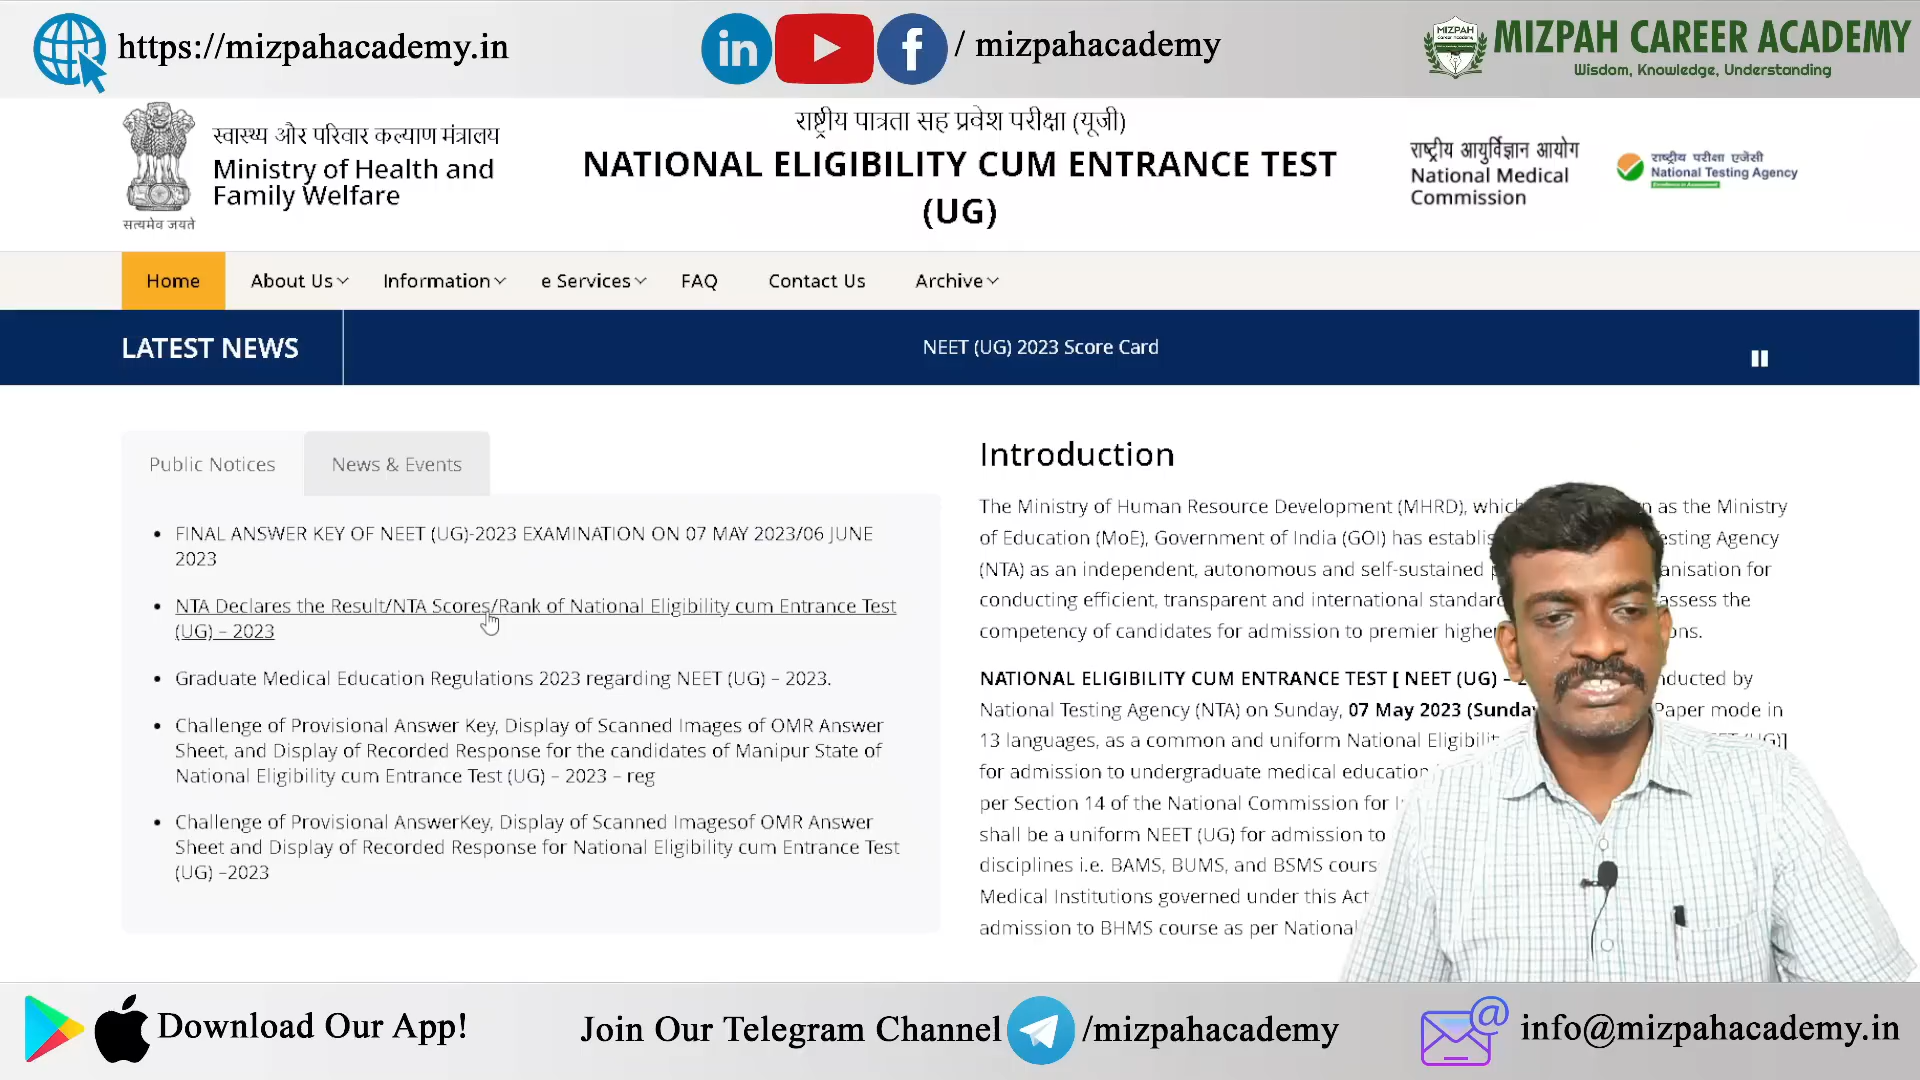 https://mizpahacademy.in
in
f
/ mizpahacademy
MIZPAH
MIZPAH CAREER ACADEMY
Wisdom, Knowledge, Understanding
सत्यमेव जयते
स्वास्थ्य और परिवार कल्याण मंत्रालय
Ministry of Health and
Family Welfare
राष्ट्रीय पात्रता सह प्रवेश परीक्षा (यूजी)
NATIONAL ELIGIBILITY CUM ENTRANCE TEST
(UG)
राष्ट्रीय आयुर्विज्ञान आयोग
National Medical
Commission
राष्ट्रीय परीक्षा एजेंसी
National Testing Agency
Excellence in Assessment
Home
About Us
Information
e Services
FAQ
Contact Us
Archive
LATEST NEWS
NEET (UG) 2023 Score Card
Public Notices
News & Events
FINAL ANSWER KEY OF NEET (UG)-2023 EXAMINATION ON 07 MAY 2023/06 JUNE
2023
NTA Declares the Result/NTA Scores/Rank of National Eligibility cum Entrance Test
(UG) – 2023
Graduate Medical Education Regulations 2023 regarding NEET (UG) – 2023.
Challenge of Provisional Answer Key, Display of Scanned Images of OMR Answer
Sheet, and Display of Recorded Response for the candidates of Manipur State of
National Eligibility cum Entrance Test (UG) – 2023 – reg
Challenge of Provisional AnswerKey, Display of Scanned Imagesof OMR Answer
Sheet and Display of Recorded Response for National Eligibility cum Entrance Test
(UG) –2023
Introduction
The Ministry of Human Resource Development (MHRD), as the Ministry
of Education (MoE), Government of India (GOI) has Agency
(NTA) as an independent, autonomous and self-sustained
conducting efficient, transparent and international assess the
competency of candidates for admission to premier
NATIONAL ELIGIBILITY CUM ENTRANCE TEST [ NEET (UG) – by
National Testing Agency (NTA) on Sunday, 07 May 2023 Paper mode in
13 languages, as a common and uniform National
for admission to undergraduate medical education
per Section 14 of the National Commission for
shall be a uniform NEET (UG) for admission to
disciplines i.e. BAMS, BUMS, and BSMS
Medical Institutions governed under this Act
admission to BHMS course as per National
Download Our App!
Join Our Telegram Channel
/mizpahacademy
@
info@mizpahacademy.in